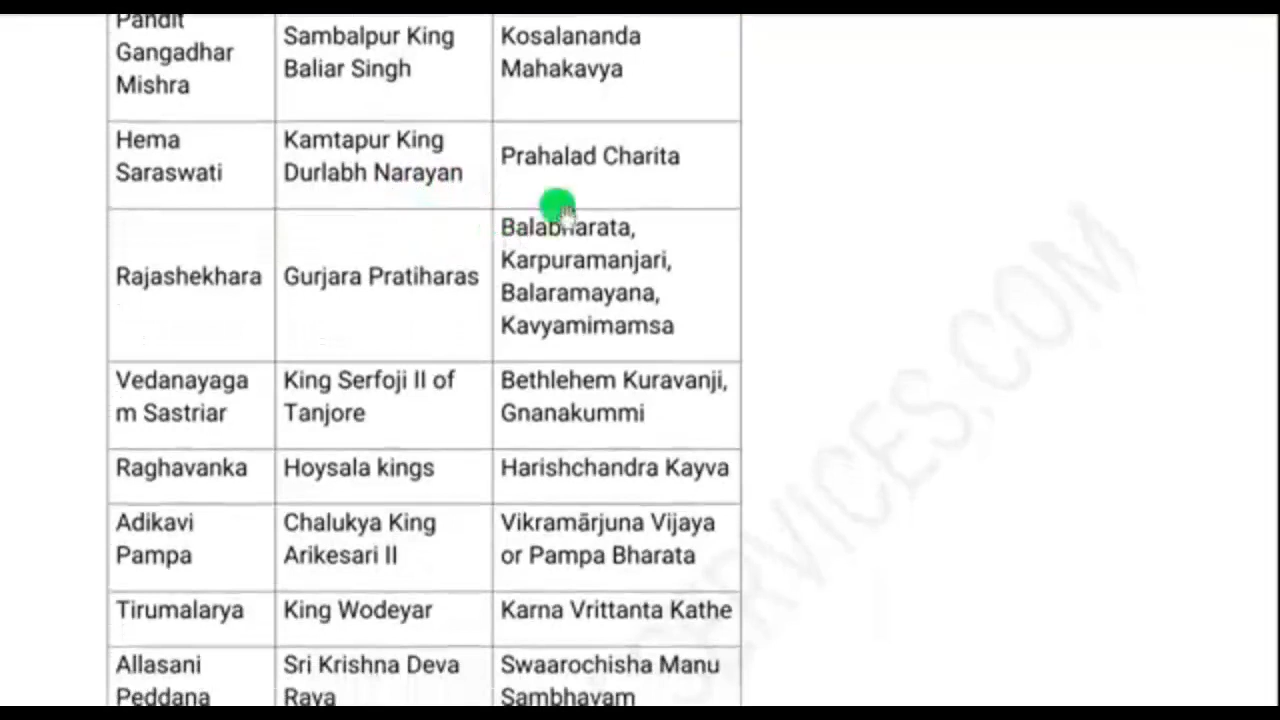 Pandit
Gangadhar
Mishra
Sambalpur King
Baliar Singh
Kosalananda
Mahakavya
Hema
Saraswati
Kamtapur King
Durlabh Narayan
Prahalad Charita
Rajashekhara
Gurjara Pratiharas
Balabharata,
Karpuramanjari,
Balaramayana,
Kavyamimamsa
Vedanayaga
m Sastriar
King Serfoji II of
Tanjore
Bethlehem Kuravanji,
Gnanakummi
Raghavanka
Hoysala kings
Harishchandra Kayva
Adikavi
Pampa
Chalukya King
Arikesari II
Vikramārjuna Vijaya
or Pampa Bharata
Tirumalarya
King Wodeyar
Karna Vrittanta Kathe
Allasani
Peddana
Sri Krishna Deva
Raya
Swaarochisha Manu
Sambhavam
SERVICES.COM